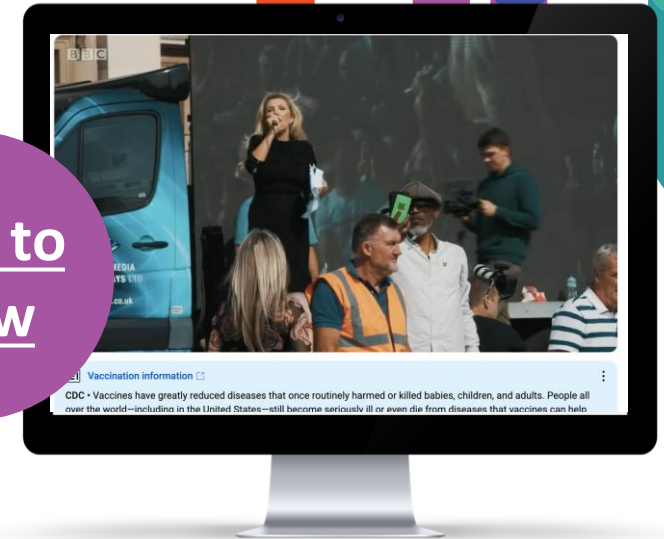 BBC
MEDIA
AYS LTD
.co.uk
to
w
Vaccination information
CDC • Vaccines have greatly reduced diseases that once routinely harmed or killed babies, children, and adults. People all
over the world—including in the United States—still become seriously ill or even die from diseases that vaccines can help